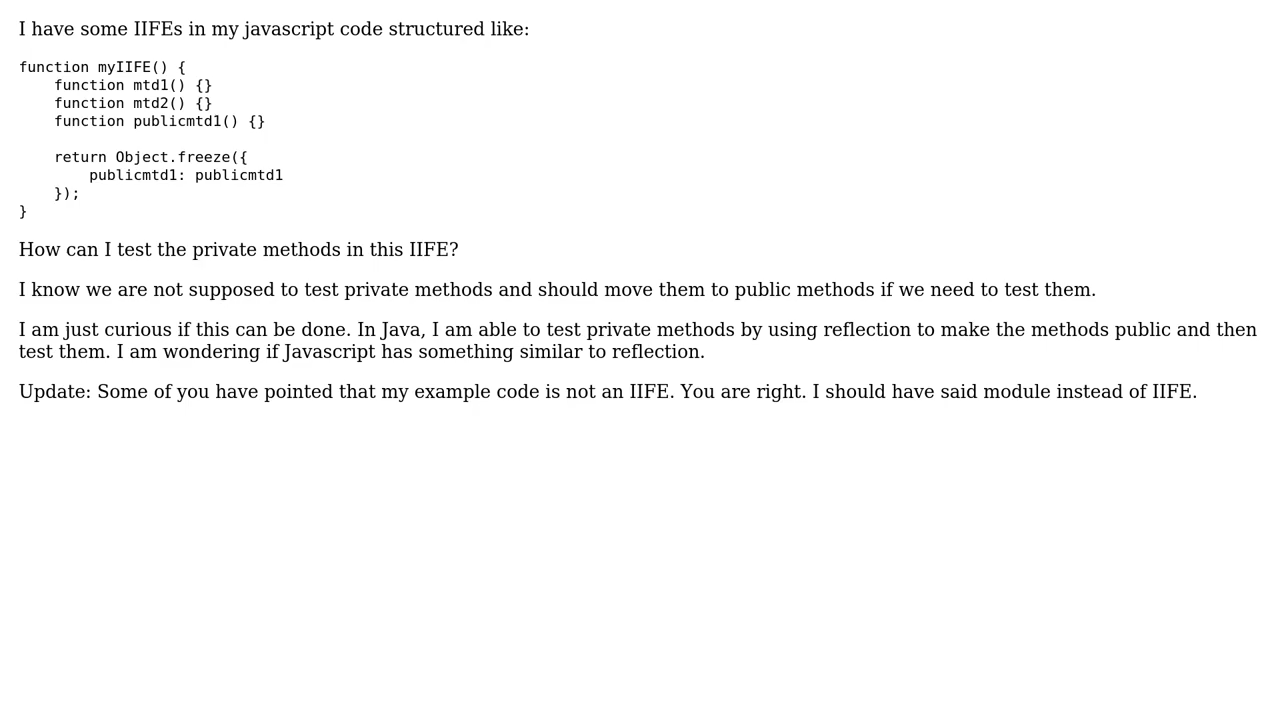 I have some IIFEs in my javascript code structured like:
function myIIFE() {
    function mtd1() {}
    function mtd2() {}
    function publicmtd1() {}

    return Object.freeze({
        publicmtd1: publicmtd1
    });
}
How can I test the private methods in this IIFE?
I know we are not supposed to test private methods and should move them to public methods if we need to test them.
I am just curious if this can be done. In Java, I am able to test private methods by using reflection to make the methods public and then
test them. I am wondering if Javascript has something similar to reflection.
Update: Some of you have pointed that my example code is not an IIFE. You are right. I should have said module instead of IIFE.